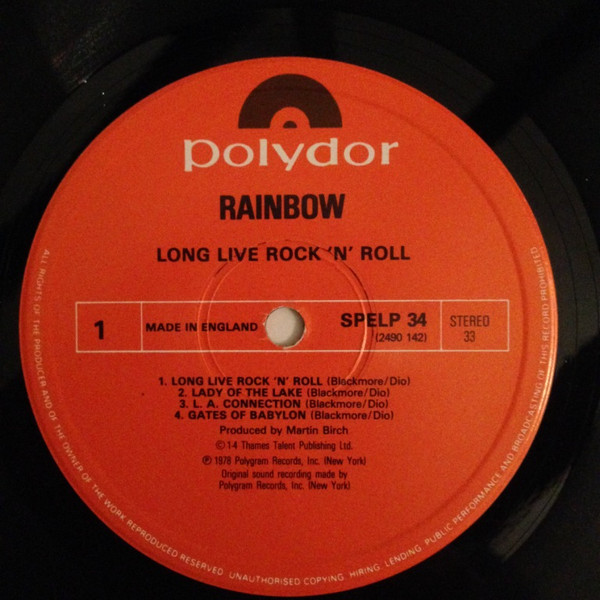 polydor
RAINBOW
LONG LIVE ROCK 'N' ROLL
1
MADE IN ENGLAND
SPELP 34
(2490 142)
STEREO
33
1. LONG LIVE ROCK 'N' ROLL (Blackmore/Dio)
2. LADY OF THE LAKE (Blackmore/Dio)
3. L. A. CONNECTION (Blackmore/Dio)
4. GATES OF BABYLON (Blackmore/Dio)
Produced by Martin Birch
© 1-4 Thames Talent Publishing Ltd.
℗ 1978 Polygram Records, Inc. (New York)
Original sound recording made by
Polygram Records, Inc. (New York)
ALL RIGHTS OF THE PRODUCER AND OF THE OWNER OF THE WORK REPRODUCED RESERVED. UNAUTHORISED COPYING, HIRING, LENDING, PUBLIC PERFORMANCE AND BROADCASTING OF THIS RECORD PROHIBITED.